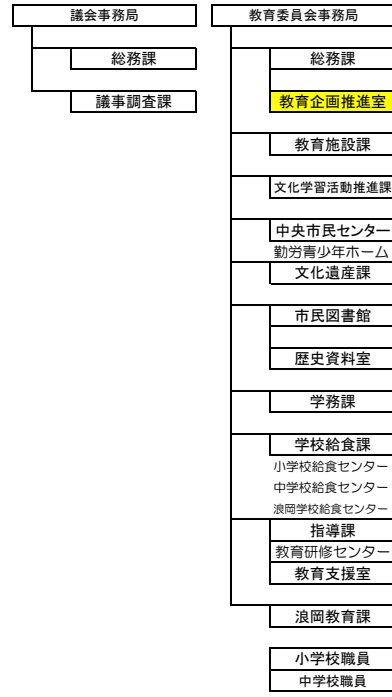 議会事務局
総務課
議事調査課
教育委員会事務局
総務課
教育企画推進室
教育施設課
文化学習活動推進課
中央市民センター
勤労青少年ホーム
文化遺産課
市民図書館
歴史資料室
学務課
学校給食課
小学校給食センター
中学校給食センター
浪岡学校給食センター
指導課
教育研修センター
教育支援室
浪岡教育課
小学校職員
中学校職員